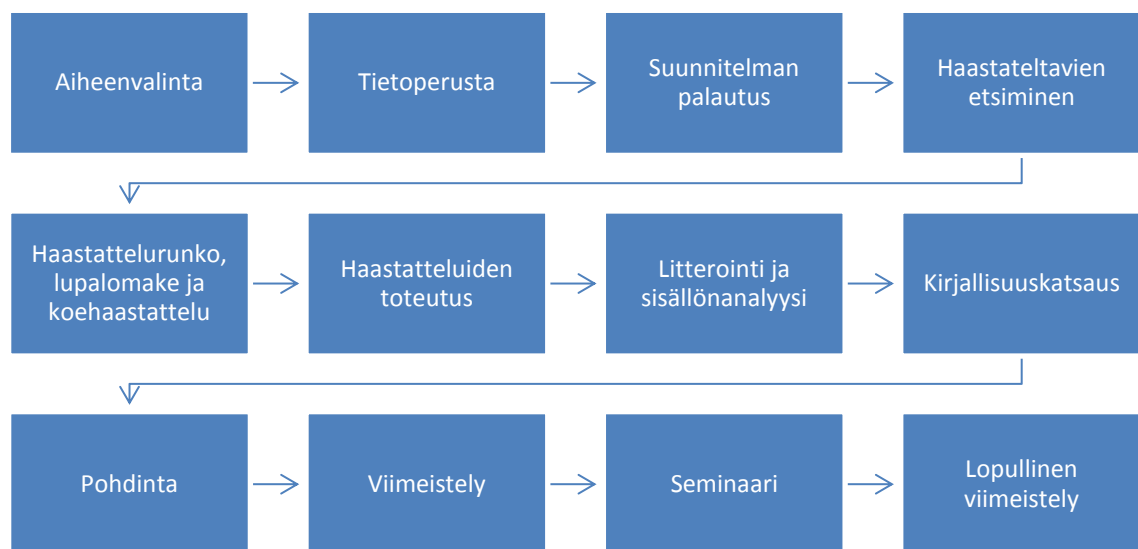 Aiheenvalinta
Tietoperusta
Suunnitelman
palautus
Haastateltavien
etsiminen
Haastattelurunko,
lupalomake ja
koehaastattelu
Haastatteluiden
toteutus
Litterointi ja
sisällönanalyysi
Kirjallisuuskatsaus
Pohdinta
Viimeistely
Seminaari
Lopullinen
viimeistely